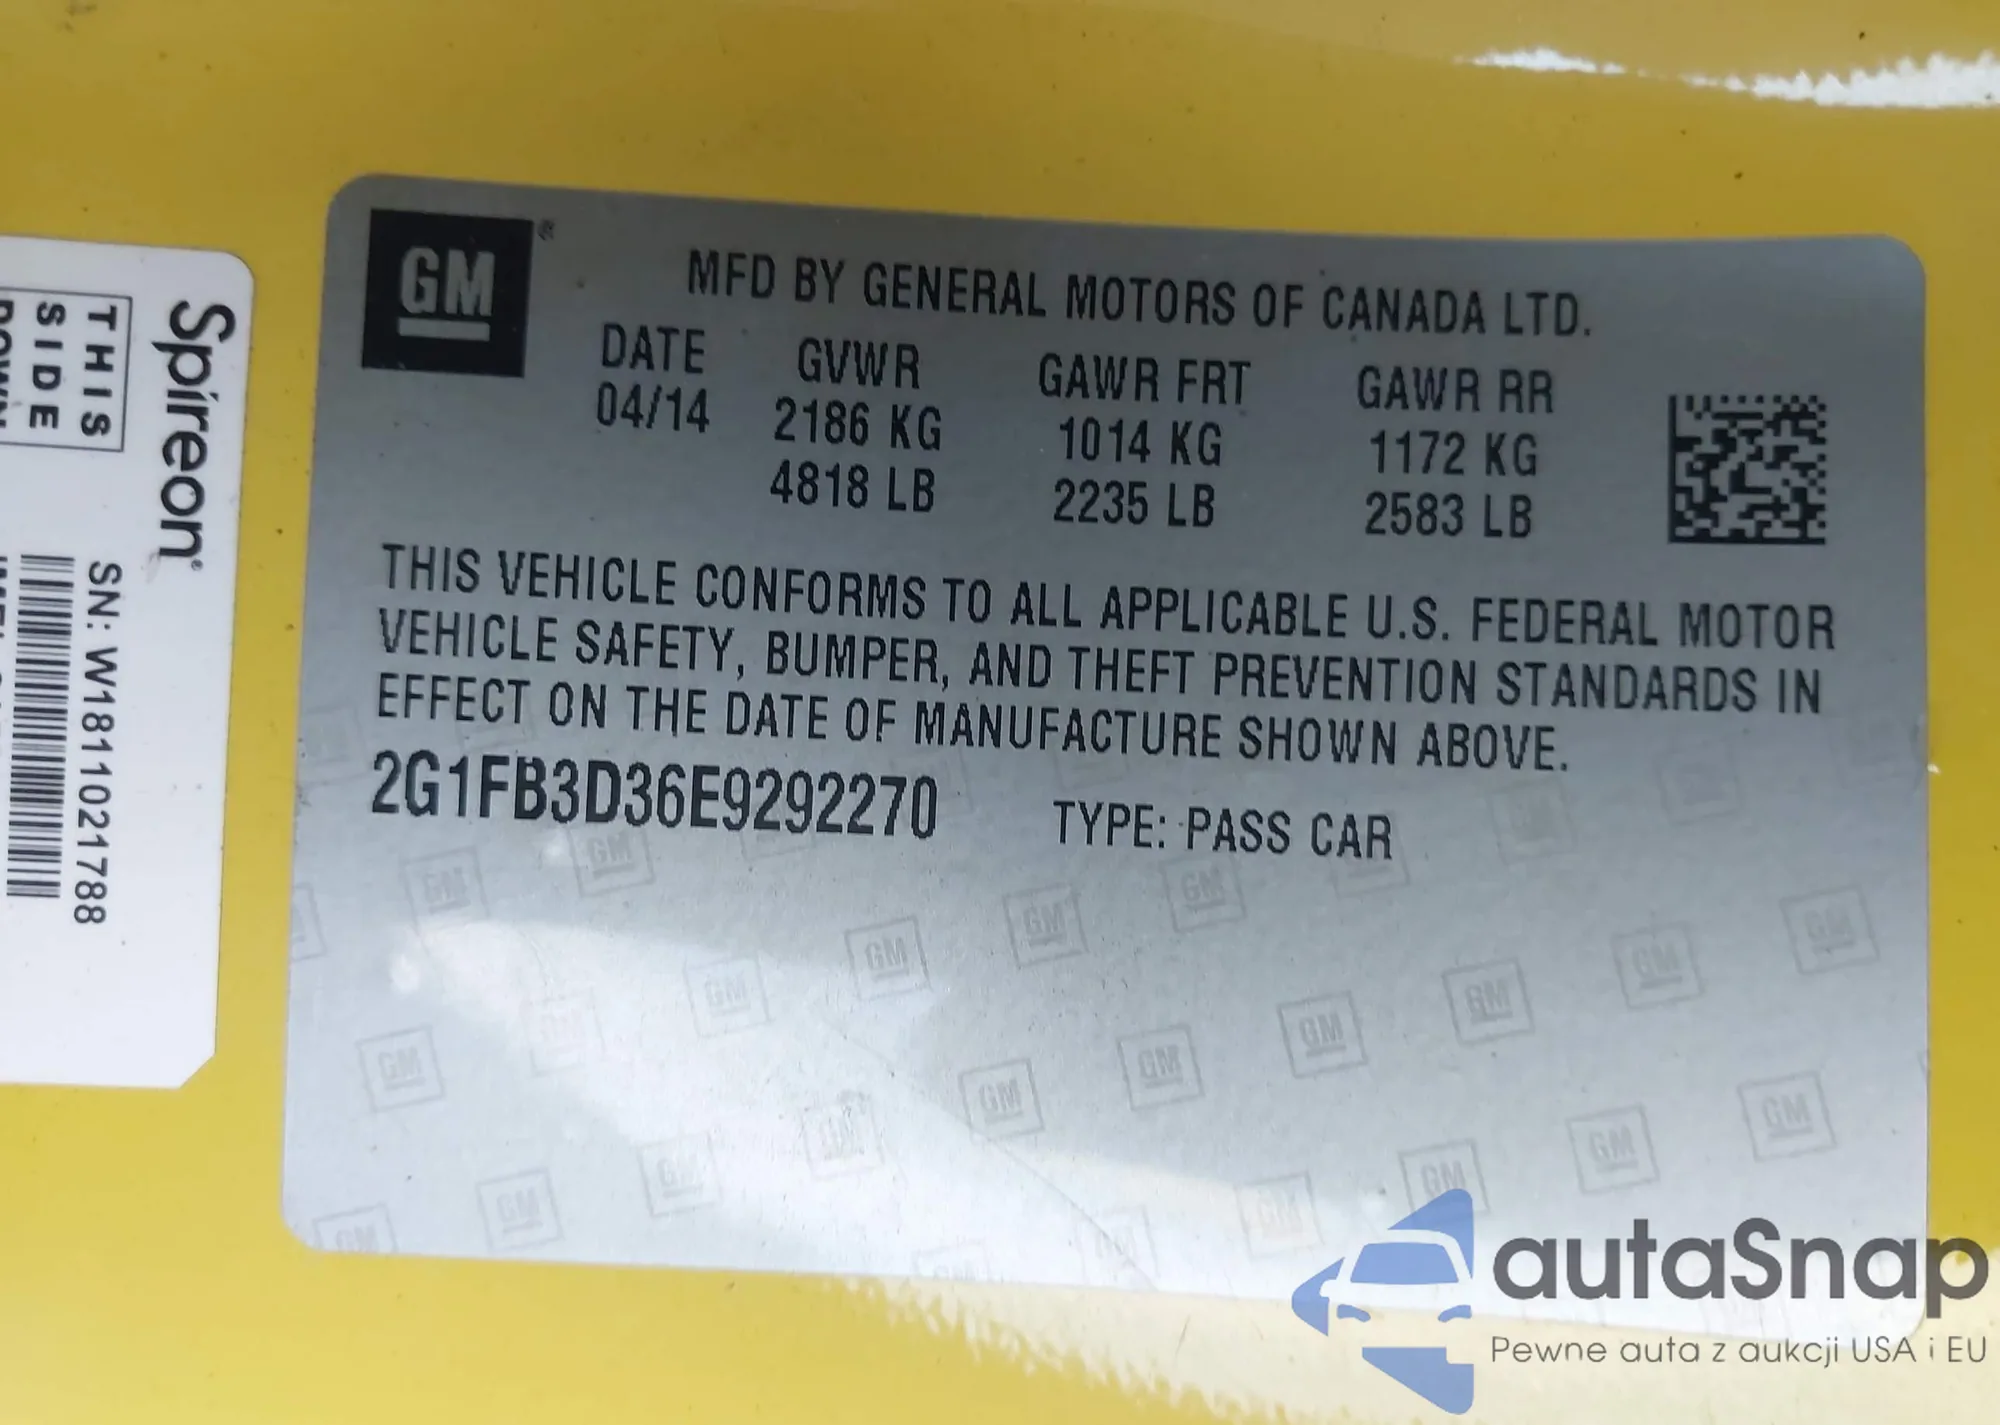 Spireon
THIS
SIDE
DOWN
SN: W1811021788
GM
MFD BY GENERAL MOTORS OF CANADA LTD.
DATE GVWR GAWR FRT GAWR RR
04/14 2186 KG 1014 KG 1172 KG
4818 LB 2235 LB 2583 LB
THIS VEHICLE CONFORMS TO ALL APPLICABLE U.S. FEDERAL MOTOR
VEHICLE SAFETY, BUMPER, AND THEFT PREVENTION STANDARDS IN
EFFECT ON THE DATE OF MANUFACTURE SHOWN ABOVE.
2G1FB3D36E9292270 TYPE: PASS CAR
autaSnap
Pewne auta z aukcji USA i EU